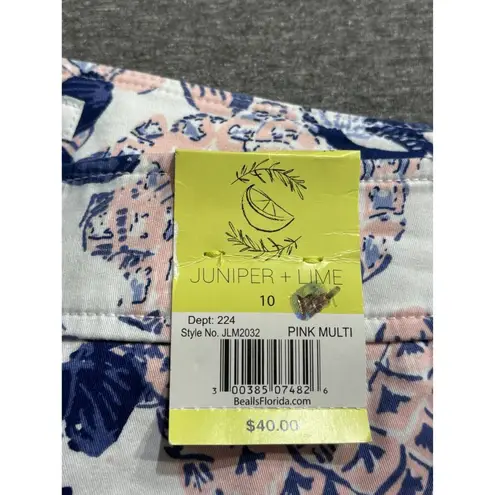 JUNIPER + LIME
10
Dept: 224
Style No. JLM2032 PINK MULTI
3 00385 07482 6
BeallsFlorida.com
$40.00